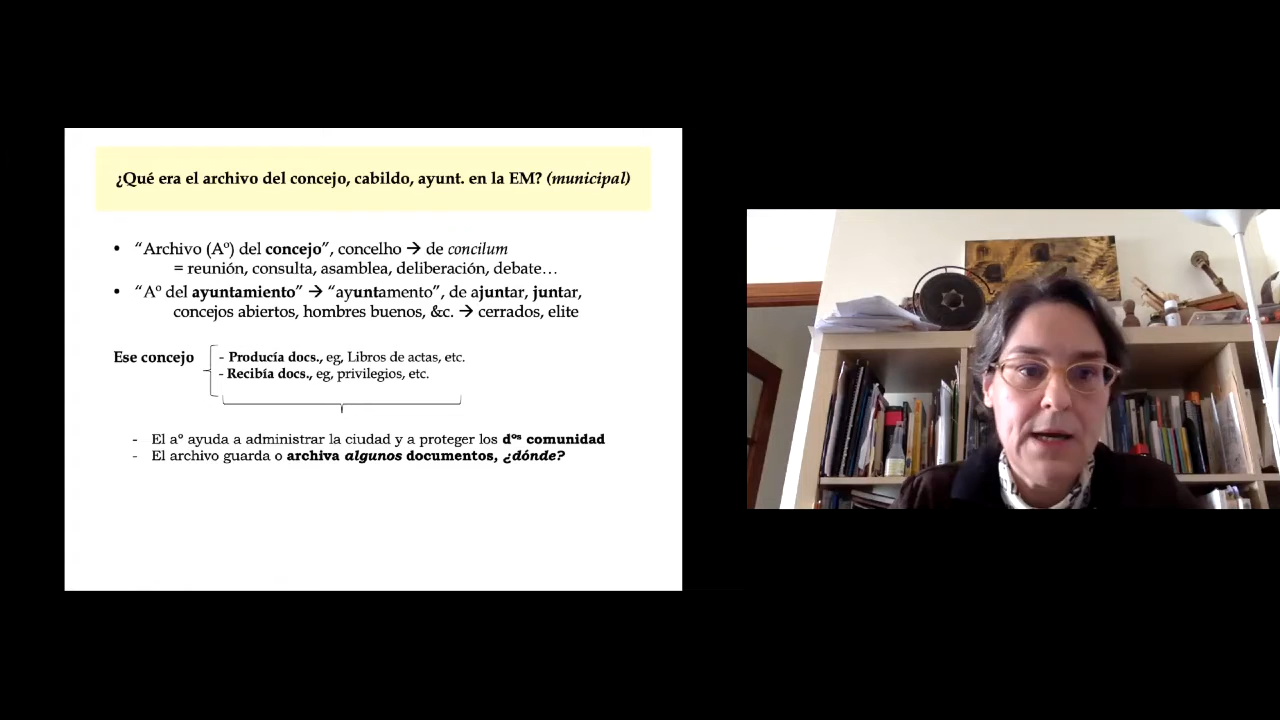 ¿Qué era el archivo del concejo, cabildo, ayunt. en la EM? (municipal)
• “Archivo (Aº) del concejo”, concelho → de concilum
= reunión, consulta, asamblea, deliberación, debate…
• “Aº del ayuntamiento” → “ayuntamento”, de ajuntar, juntar,
concejos abiertos, hombres buenos, &c. → cerrados, elite
Ese concejo
- Producía docs., eg, Libros de actas, etc.
- Recibía docs., eg, privilegios, etc.
- El aº ayuda a administrar la ciudad y a proteger los dºˢ comunidad
- El archivo guarda o archiva algunos documentos, ¿dónde?